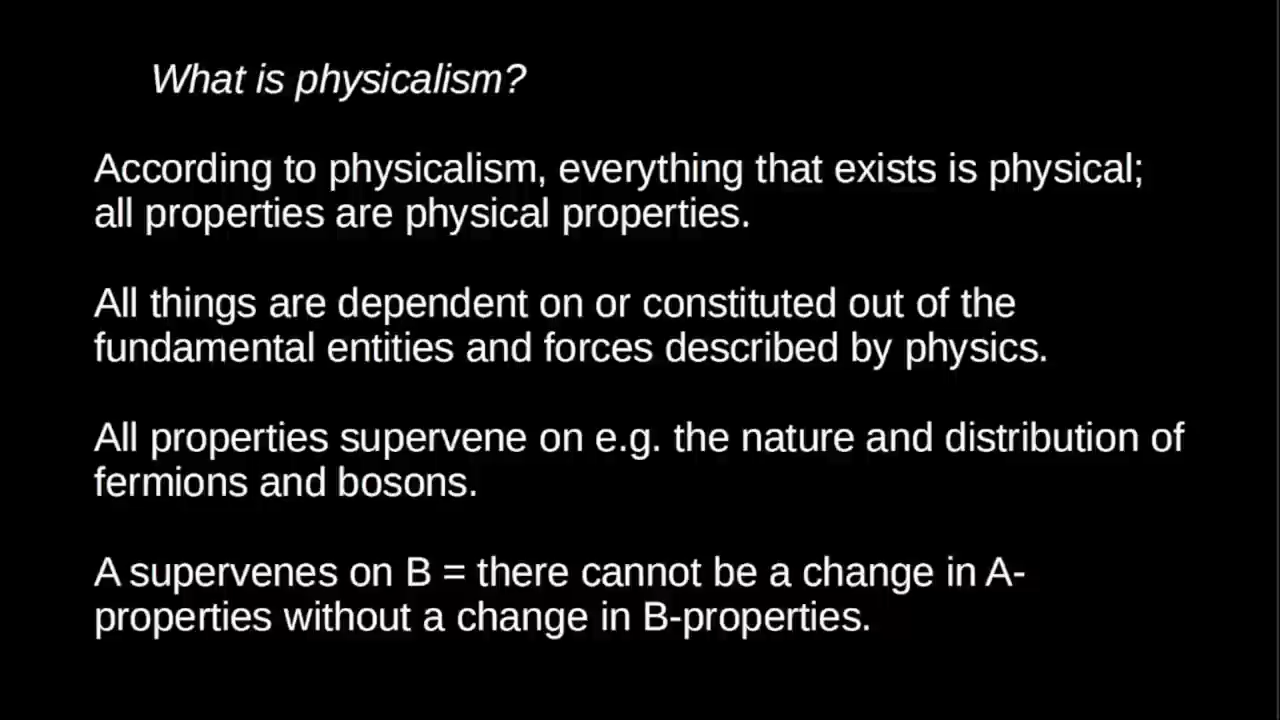 What is physicalism?
According to physicalism, everything that exists is physical;
all properties are physical properties.
All things are dependent on or constituted out of the
fundamental entities and forces described by physics.
All properties supervene on e.g. the nature and distribution of
fermions and bosons.
A supervenes on B = there cannot be a change in A-
properties without a change in B-properties.